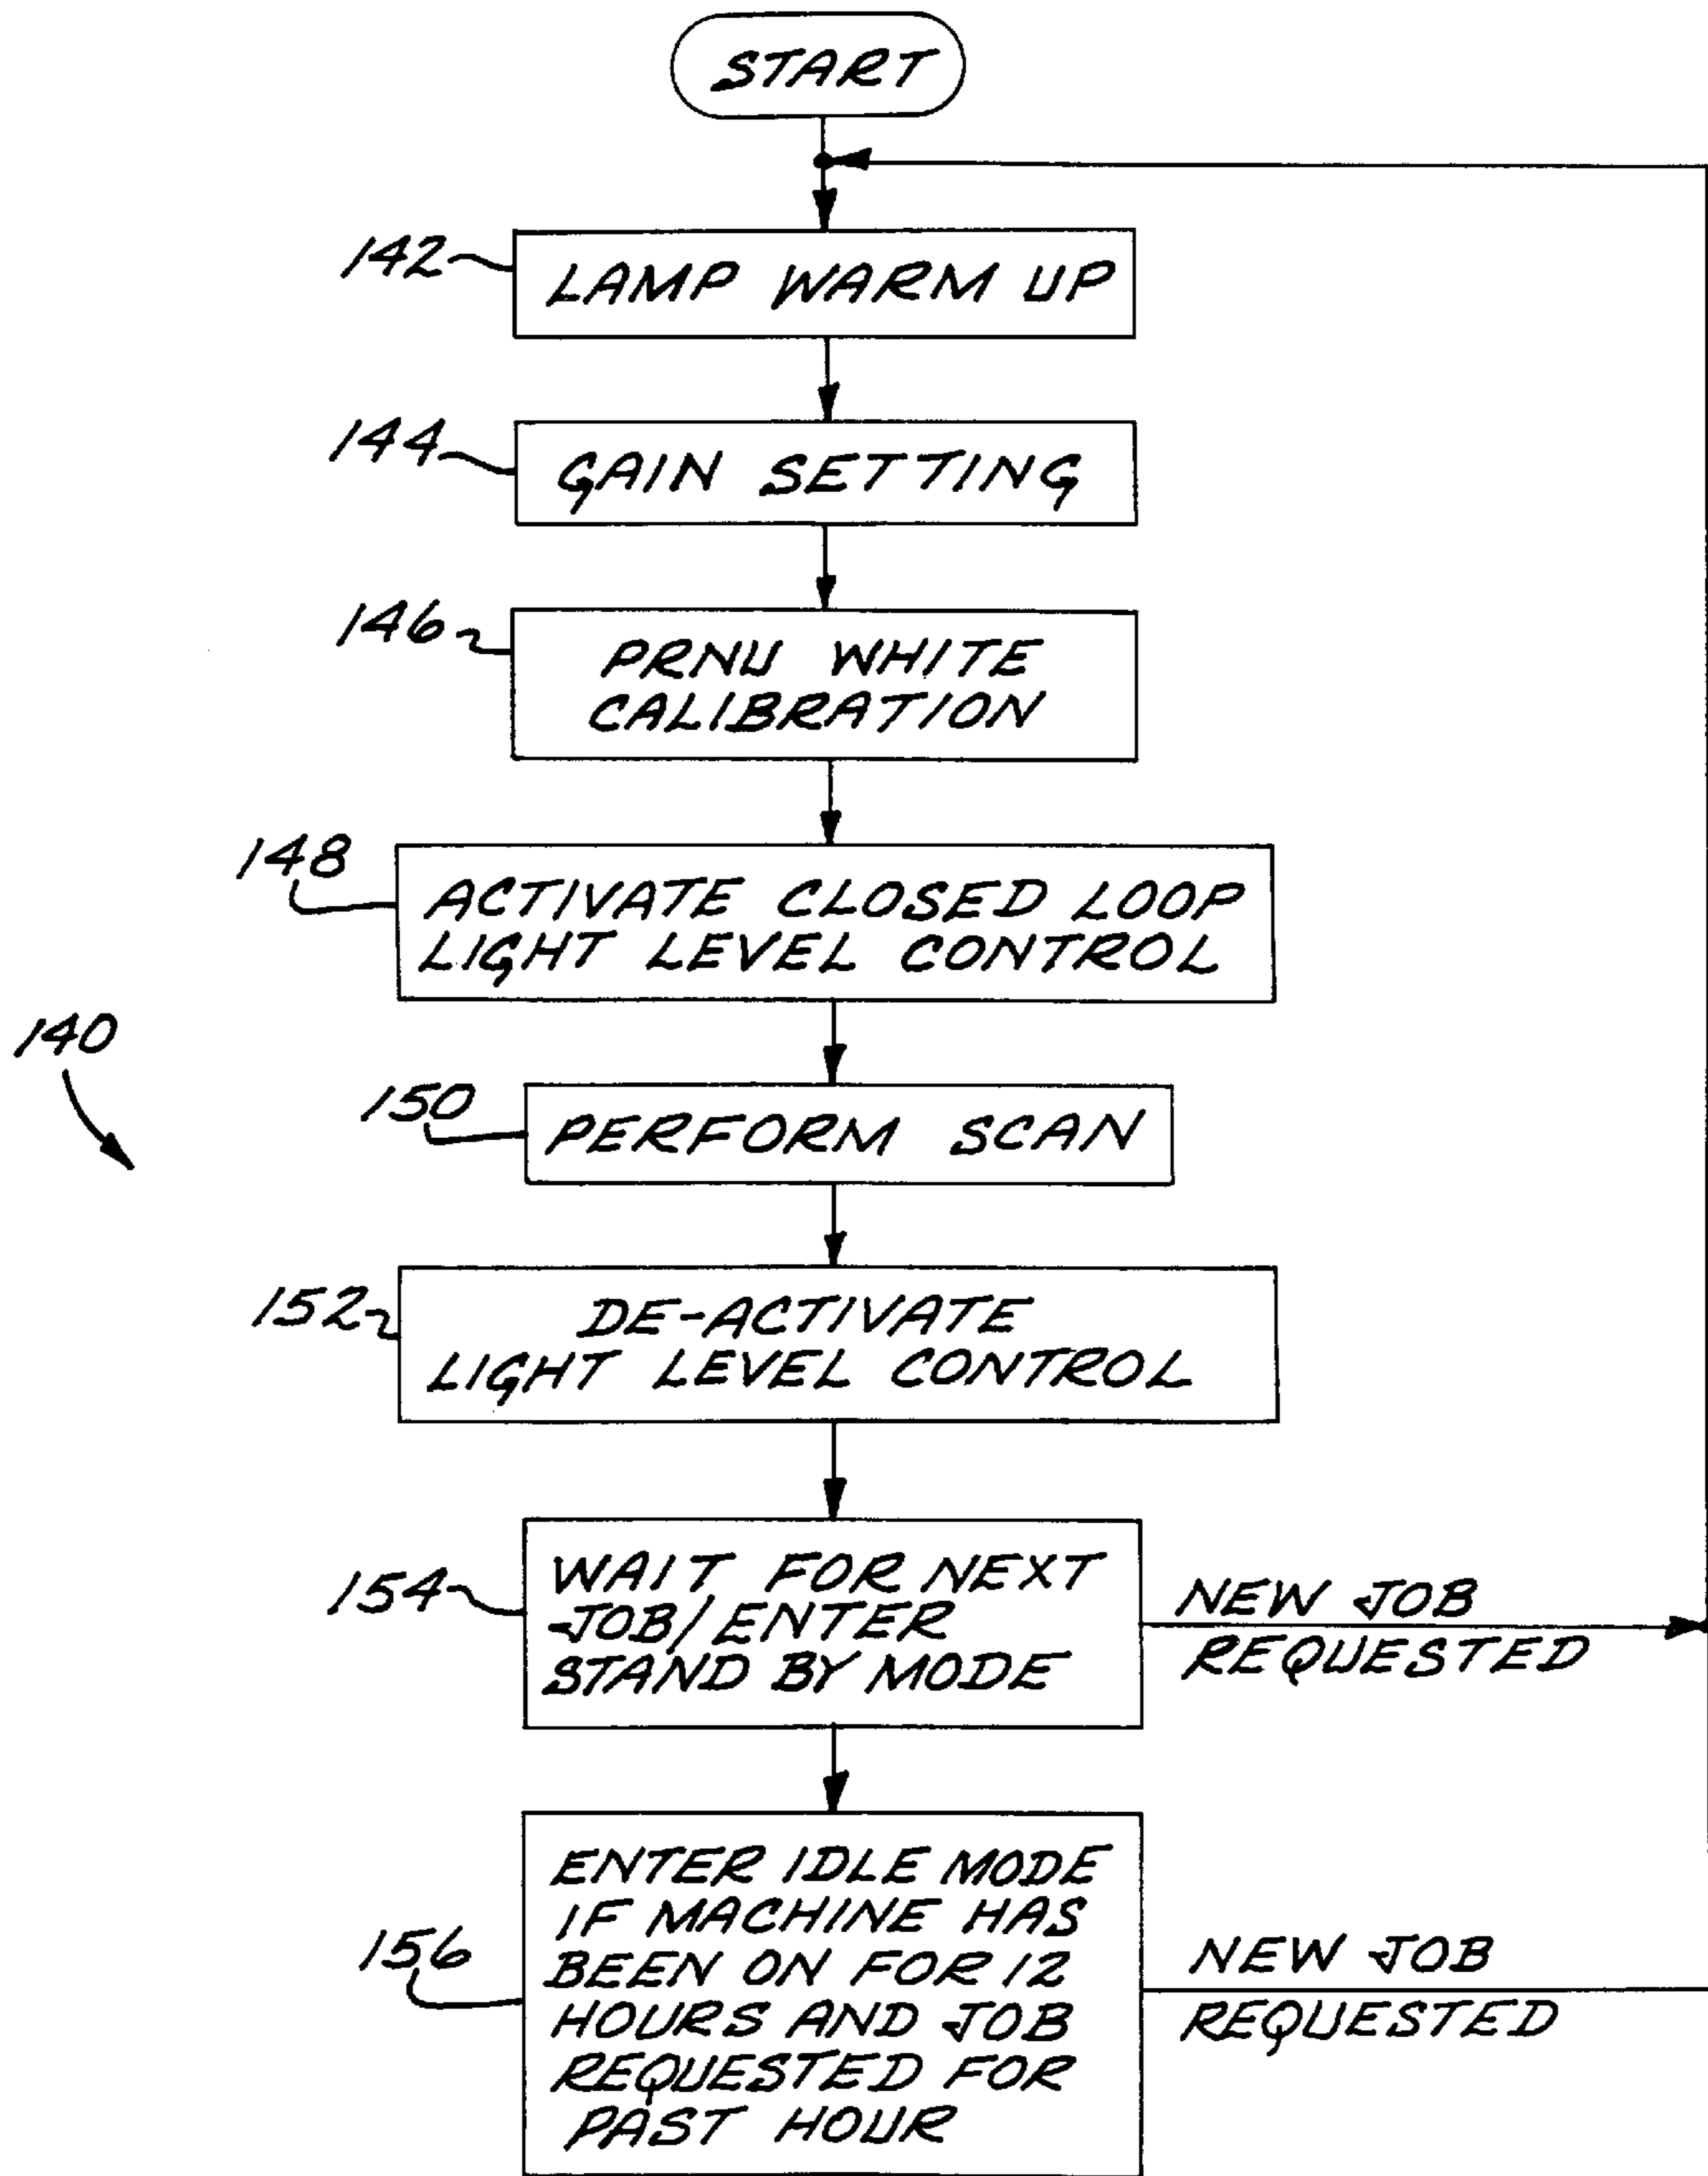 START
142
LAMP WARM UP
144
GAIN SETTING
146
PRNU WHITE
CALIBRATION
148
ACTIVATE CLOSED LOOP
LIGHT LEVEL CONTROL
140
150
PERFORM SCAN
152
DE-ACTIVATE
LIGHT LEVEL CONTROL
154
WAIT FOR NEXT
JOB/ENTER
STAND BY MODE
NEW JOB
REQUESTED
156
ENTER IDLE MODE
IF MACHINE HAS
BEEN ON FOR 12
HOURS AND JOB
REQUESTED FOR
PAST HOUR
NEW JOB
REQUESTED